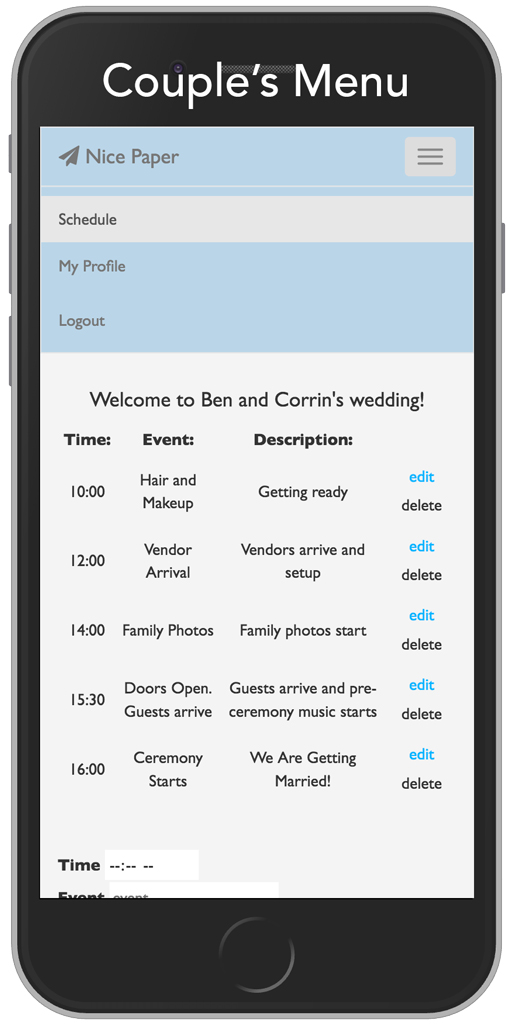 Couple's Menu
Nice Paper
Schedule
My Profile
Logout
Welcome to Ben and Corrin's wedding!
Time: Event: Description:
10:00 Hair and Makeup Getting ready edit delete
12:00 Vendor Arrival Vendors arrive and setup edit delete
14:00 Family Photos Family photos start edit delete
15:30 Doors Open. Guests arrive Guests arrive and pre-ceremony music starts edit delete
16:00 Ceremony Starts We Are Getting Married! edit delete
Time --:-- --
Event event